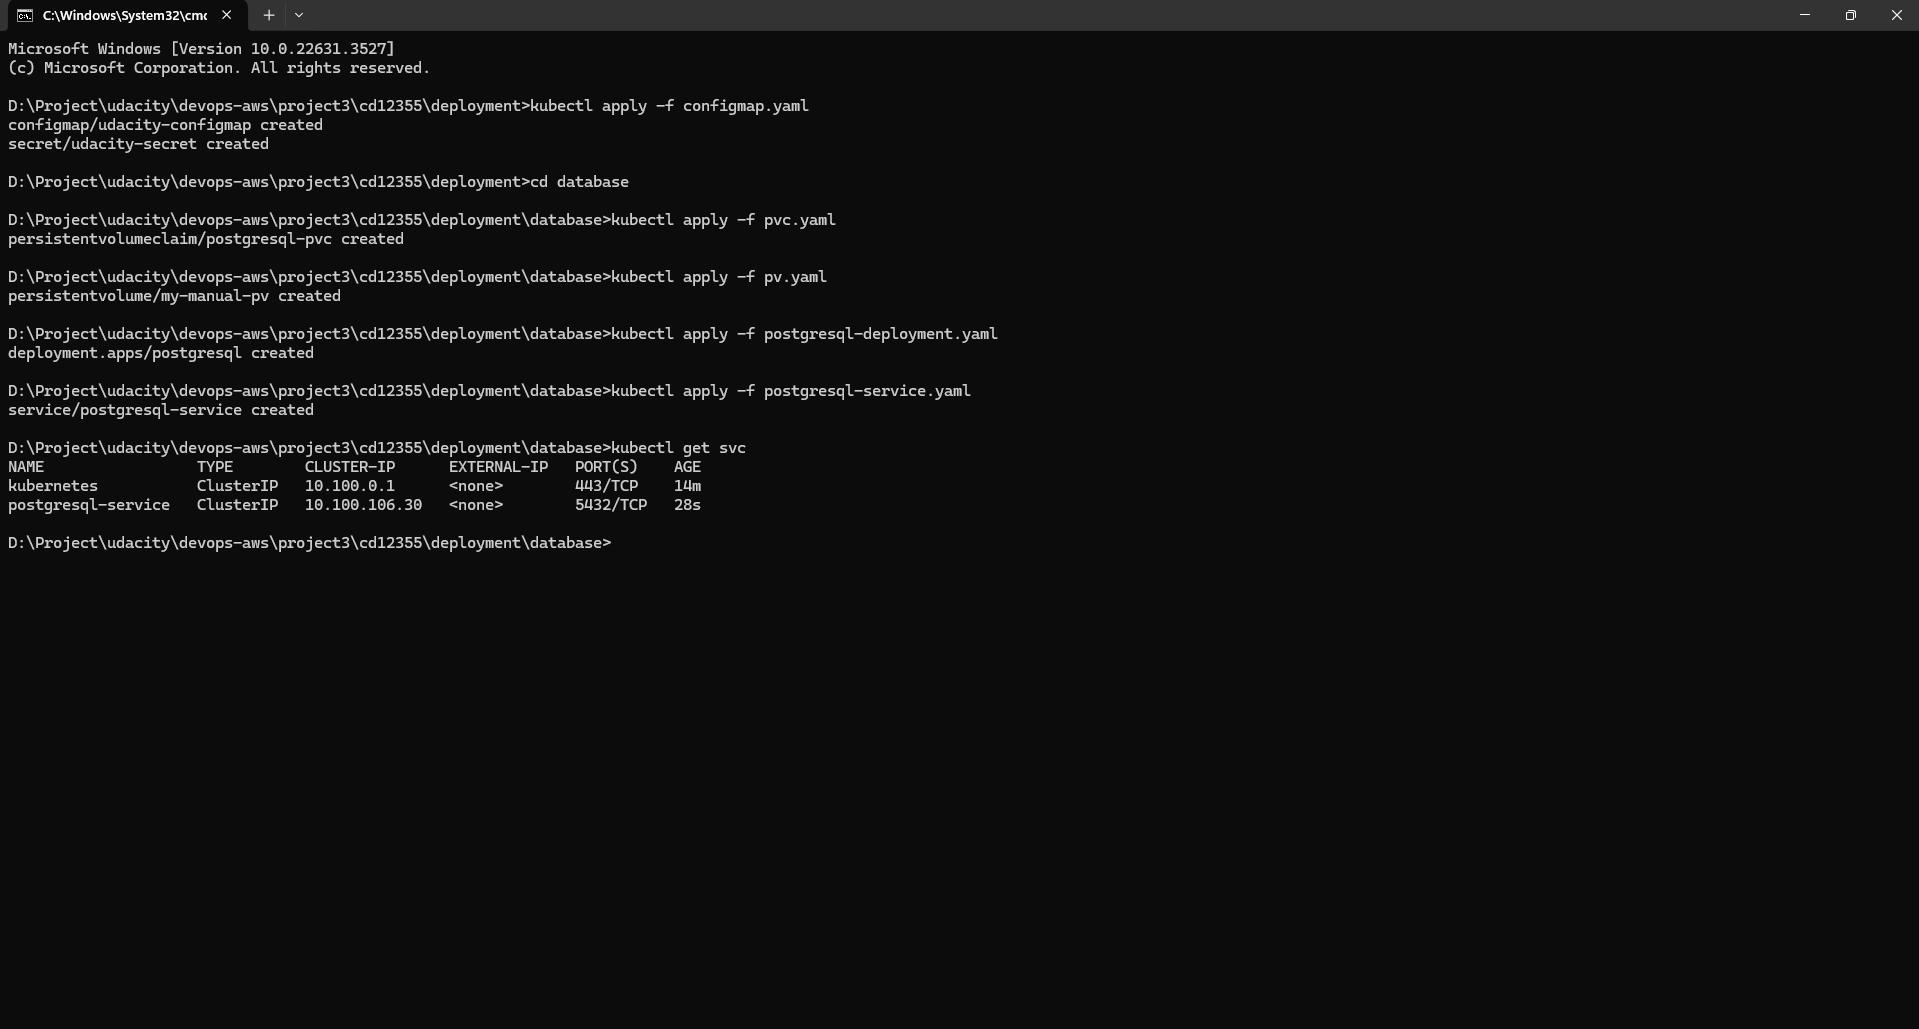 C:\Windows\System32\cmd
Microsoft Windows [Version 10.0.22631.3527]
(c) Microsoft Corporation. All rights reserved.
D:\Project\udacity\devops-aws\project3\cd12355\deployment>kubectl apply -f configmap.yaml
configmap/udacity-configmap created
secret/udacity-secret created
D:\Project\udacity\devops-aws\project3\cd12355\deployment>cd database
D:\Project\udacity\devops-aws\project3\cd12355\deployment\database>kubectl apply -f pvc.yaml
persistentvolumeclaim/postgresql-pvc created
D:\Project\udacity\devops-aws\project3\cd12355\deployment\database>kubectl apply -f pv.yaml
persistentvolume/my-manual-pv created
D:\Project\udacity\devops-aws\project3\cd12355\deployment\database>kubectl apply -f postgresql-deployment.yaml
deployment.apps/postgresql created
D:\Project\udacity\devops-aws\project3\cd12355\deployment\database>kubectl apply -f postgresql-service.yaml
service/postgresql-service created
D:\Project\udacity\devops-aws\project3\cd12355\deployment\database>kubectl get svc
NAME                 TYPE        CLUSTER-IP      EXTERNAL-IP   PORT(S)    AGE
kubernetes           ClusterIP   10.100.0.1      <none>        443/TCP    14m
postgresql-service   ClusterIP   10.100.106.30   <none>        5432/TCP   28s
D:\Project\udacity\devops-aws\project3\cd12355\deployment\database>